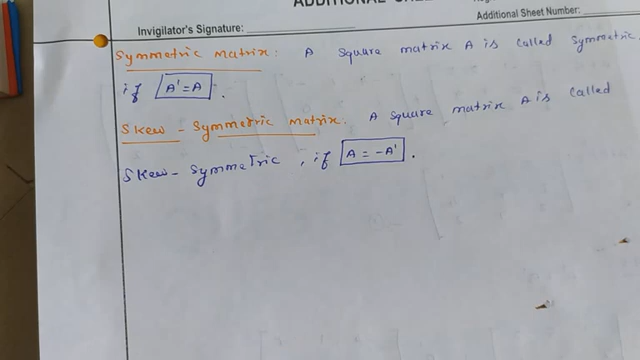 ADDITIONAL
Invigilator's Signature:
Additional Sheet Number:
Symmetric Matrix: A square matrix A is called symmetric
if A' = A.
Skew-Symmetric Matrix. A square matrix A is called
Skew-symmetric, if A = -A'.